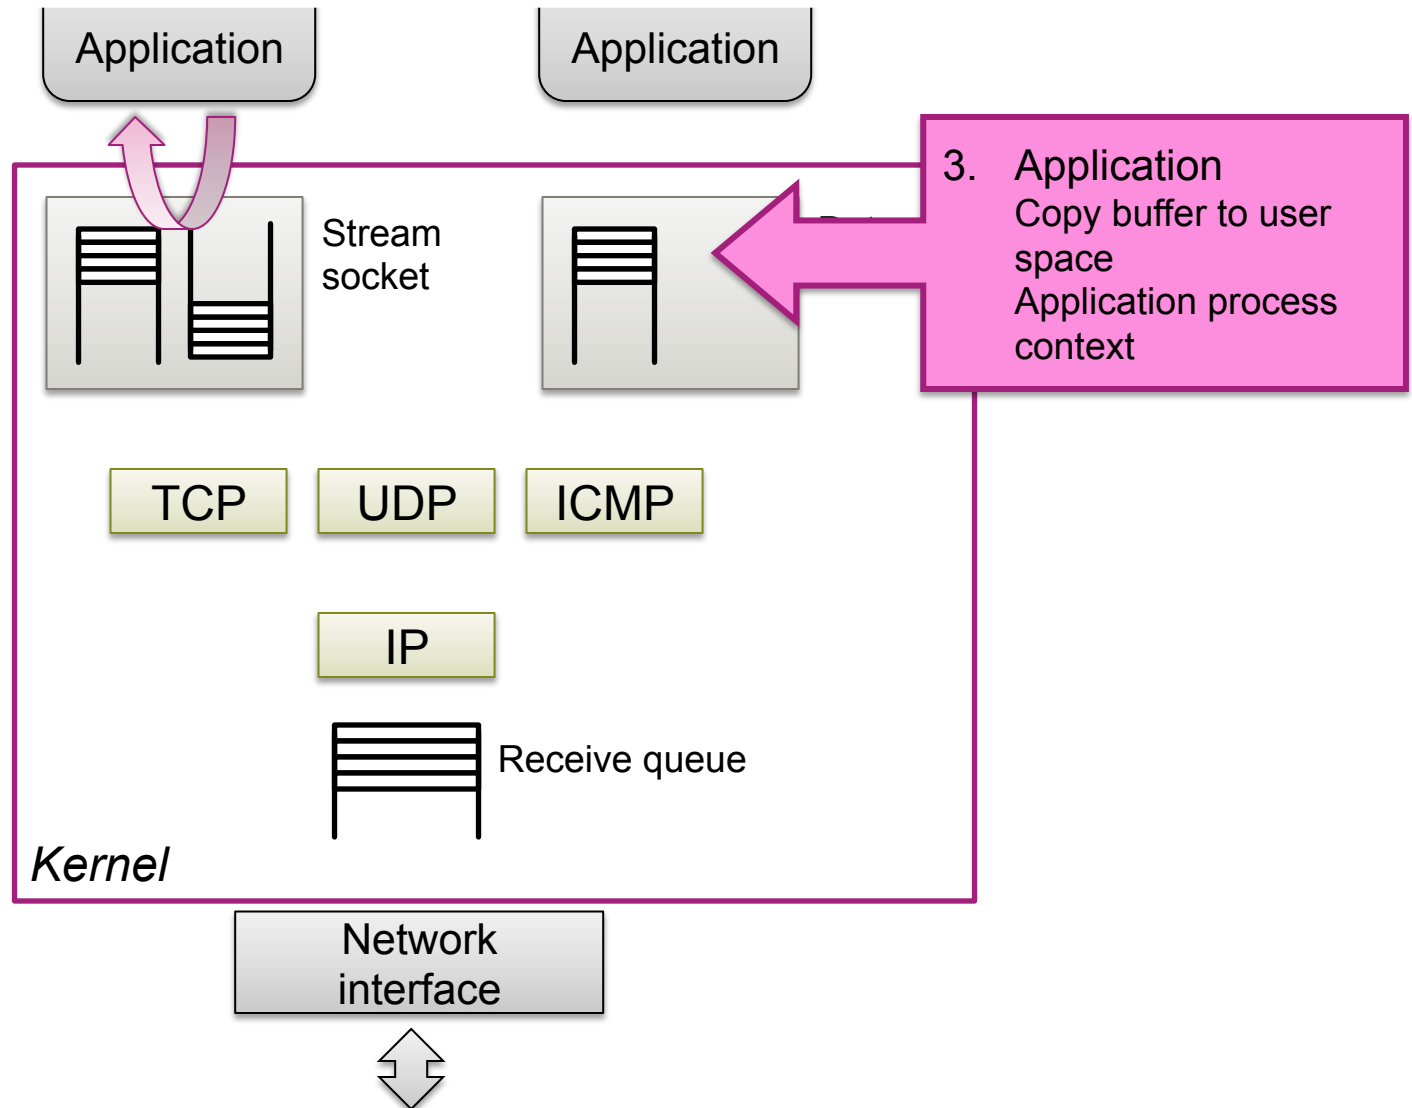 Application
Application
3. Application
Copy buffer to user
space
Application process
context
Stream
socket
TCP
UDP
ICMP
IP
Receive queue
Kernel
Network
interface